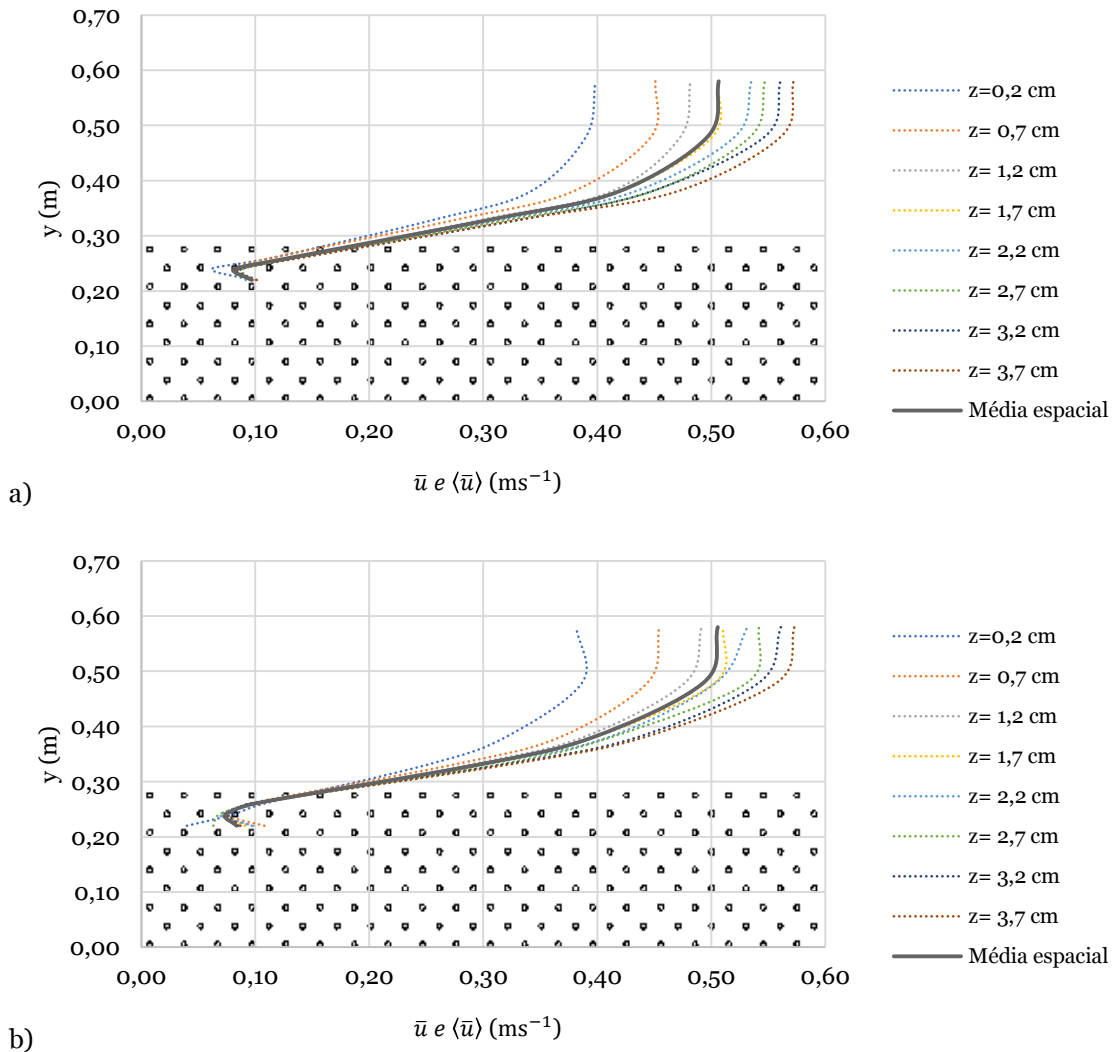 0,70
0,60
0,50
0,40
0,30
0,20
0,10
0,00
y (m)
0,00 0,10 0,20 0,30 0,40 0,50 0,60
ū e ⟨ū⟩ (ms⁻¹)
z=0,2 cm
z= 0,7 cm
z= 1,2 cm
z= 1,7 cm
z= 2,2 cm
z= 2,7 cm
z= 3,2 cm
z= 3,7 cm
Média espacial
a)
0,70
0,60
0,50
0,40
0,30
0,20
0,10
0,00
y (m)
0,00 0,10 0,20 0,30 0,40 0,50 0,60
ū e ⟨ū⟩ (ms⁻¹)
z=0,2 cm
z= 0,7 cm
z= 1,2 cm
z= 1,7 cm
z= 2,2 cm
z= 2,7 cm
z= 3,2 cm
z= 3,7 cm
Média espacial
b)